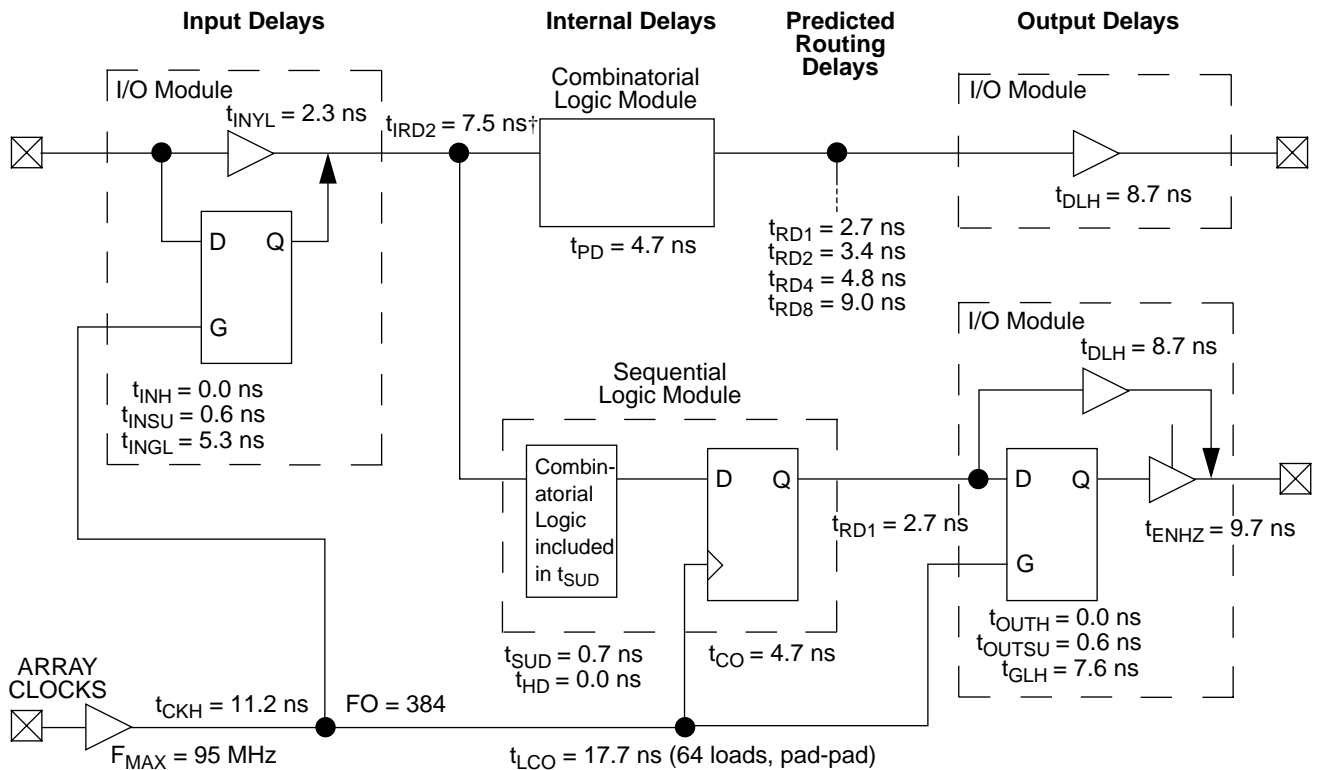 Input Delays
Internal Delays
Predicted
Routing
Delays
Output Delays
I/O Module
tINYL = 2.3 ns
tIRD2 = 7.5 ns†
Combinatorial
Logic Module
tPD = 4.7 ns
tRD1 = 2.7 ns
tRD2 = 3.4 ns
tRD4 = 4.8 ns
tRD8 = 9.0 ns
I/O Module
tDLH = 8.7 ns
D Q
G
tINH = 0.0 ns
tINSU = 0.6 ns
tINGL = 5.3 ns
Sequential
Logic Module
Combin-
atorial
Logic
included
in tSUD
D Q
tSUD = 0.7 ns
tHD = 0.0 ns
tCO = 4.7 ns
tRD1 = 2.7 ns
I/O Module
tDLH = 8.7 ns
D Q
G
tENHZ = 9.7 ns
tOUTH = 0.0 ns
tOUTSU = 0.6 ns
tGLH = 7.6 ns
ARRAY
CLOCKS
tCKH = 11.2 ns
FO = 384
FMAX = 95 MHz
tLCO = 17.7 ns (64 loads, pad-pad)